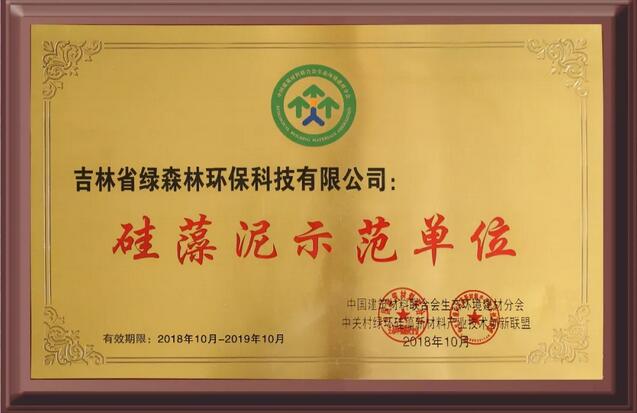 吉林省绿森林环保科技有限公司：
硅藻泥示范单位
中国建筑材料联合会生态环境建材分会
中关村绿环硅藻新材料产业技术创新联盟
有效期限：2018年10月-2019年10月
2018年10月